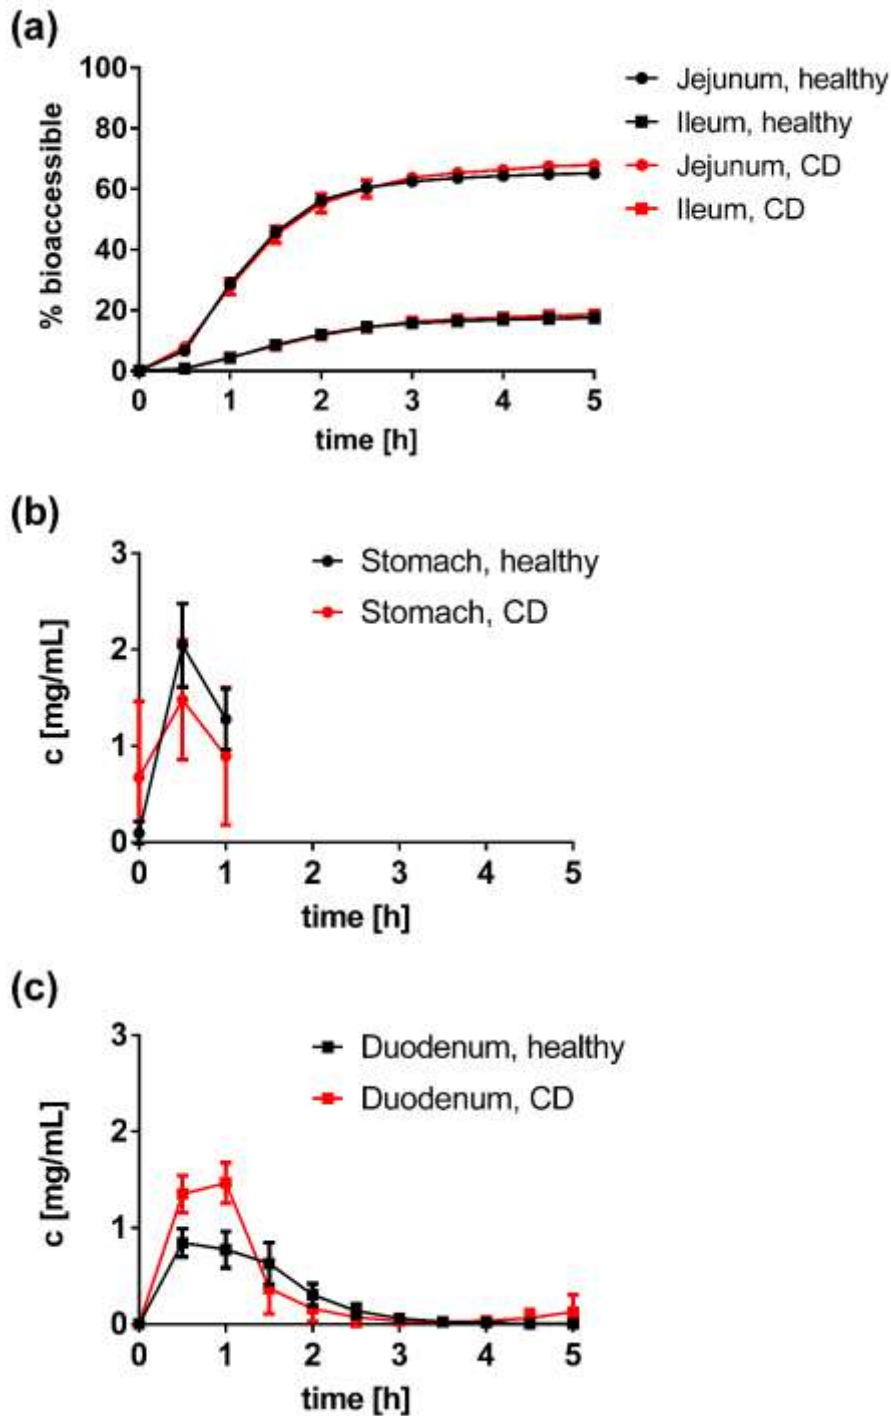 (a)
100
80
60
40
20
0
% bioaccessible
0 1 2 3 4 5
time [h]
Jejunum, healthy
Ileum, healthy
Jejunum, CD
Ileum, CD
(b)
3
2
1
0
c [mg/mL]
0 1 2 3 4 5
time [h]
Stomach, healthy
Stomach, CD
(c)
3
2
1
0
c [mg/mL]
0 1 2 3 4 5
time [h]
Duodenum, healthy
Duodenum, CD